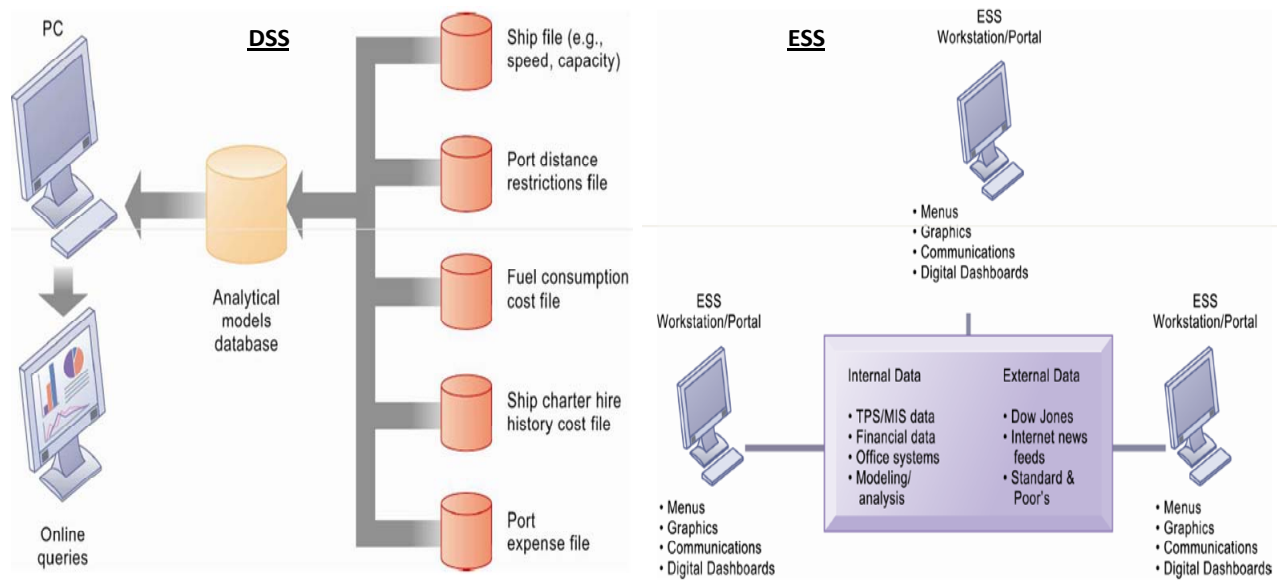 PC
DSS
Ship file (e.g.,
speed, capacity)
Port distance
restrictions file
Fuel consumption
cost file
Ship charter hire
history cost file
Port
expense file
Analytical
models
database
Online
queries
ESS
ESS
Workstation/Portal
• Menus
• Graphics
• Communications
• Digital Dashboards
ESS
Workstation/Portal
• Menus
• Graphics
• Communications
• Digital Dashboards
Internal Data
• TPS/MIS data
• Financial data
• Office systems
• Modeling/
analysis
External Data
• Dow Jones
• Internet news
feeds
• Standard &
Poor's
ESS
Workstation/Portal
• Menus
• Graphics
• Communications
• Digital Dashboards